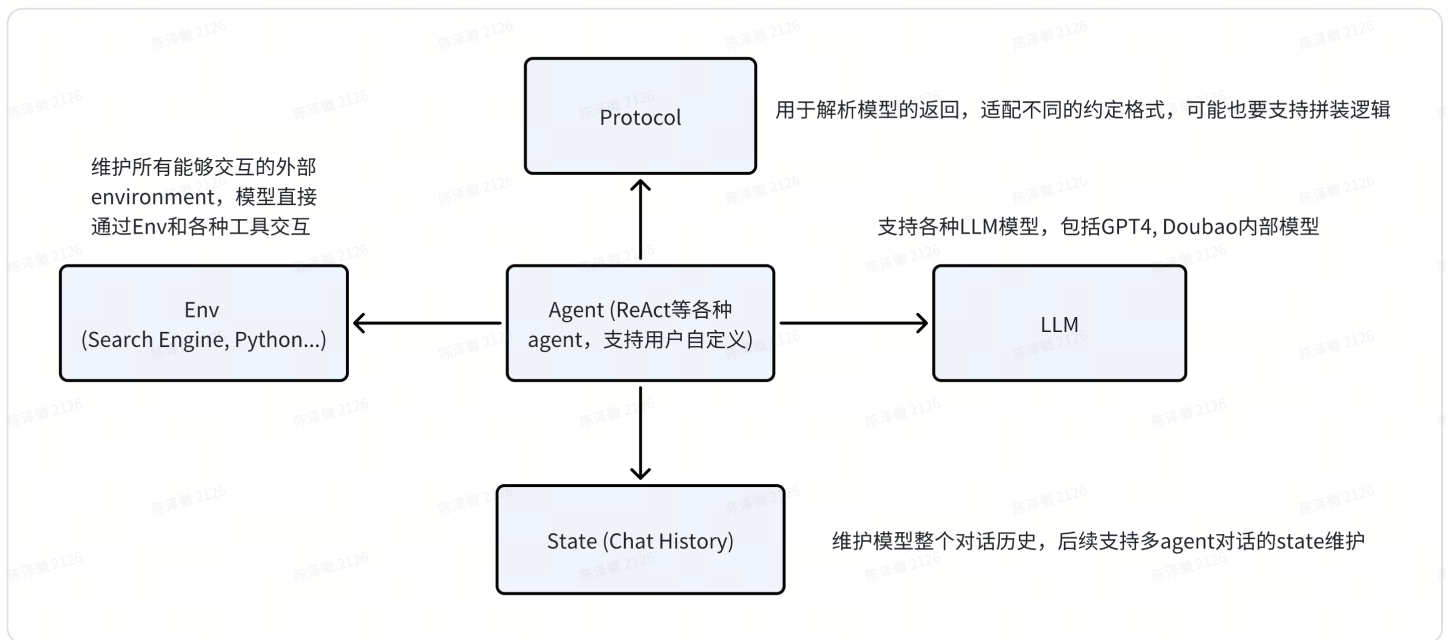 Protocol
用于解析模型的返回，适配不同的约定格式，可能也要支持拼装逻辑
维护所有能够交互的外部
environment，模型直接
通过Env和各种工具交互
支持各种LLM模型，包括GPT4, Doubao内部模型
Env
(Search Engine, Python...)
Agent (ReAct等各种
agent，支持用户自定义)
LLM
State (Chat History)
维护模型整个对话历史，后续支持多agent对话的state维护
陈泽徽 2126